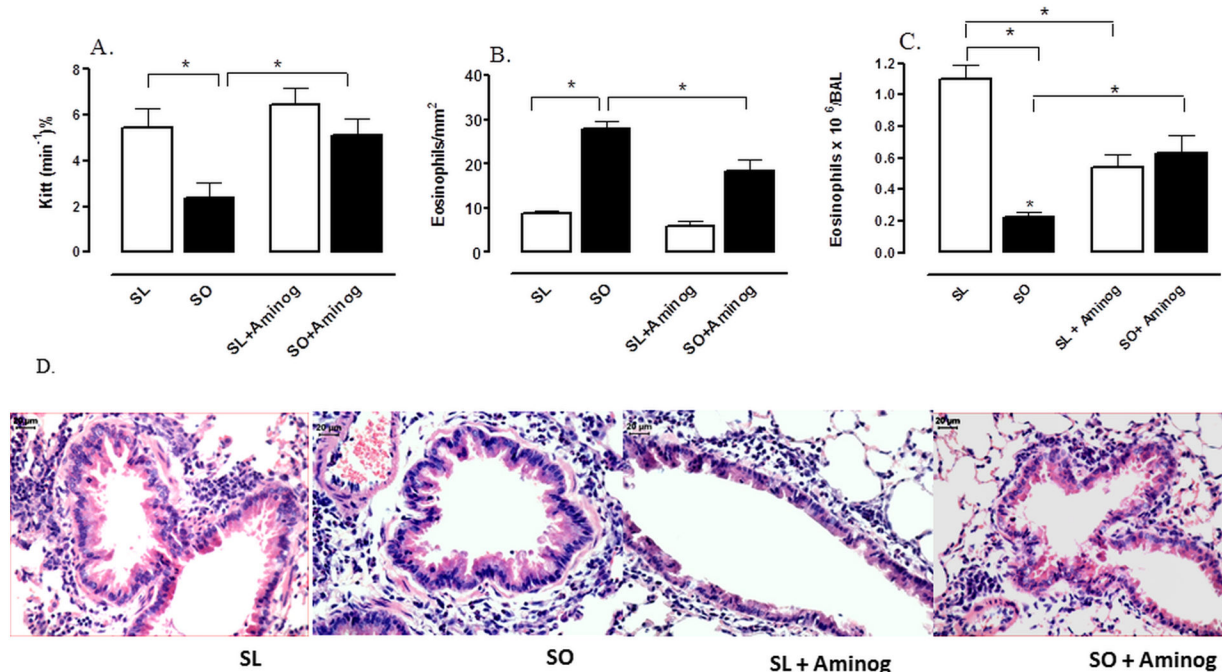 A.
Kitt (min⁻¹)%
8
6
4
2
0
*
*
SL
SO
SL+Aminog
SO+Aminog
B.
Eosinophils/mm²
40
30
20
10
0
*
*
SL
SO
SL+Aminog
SO+Aminog
C.
Eosinophils x 10⁶/BAL
1.2
1.0
0.8
0.6
0.4
0.2
0.0
*
*
*
*
SL
SO
SL + Aminog
SO+ Aminog
D.
20 µm
20 µm
20 µm
20 µm
SL
SO
SL + Aminog
SO + Aminog